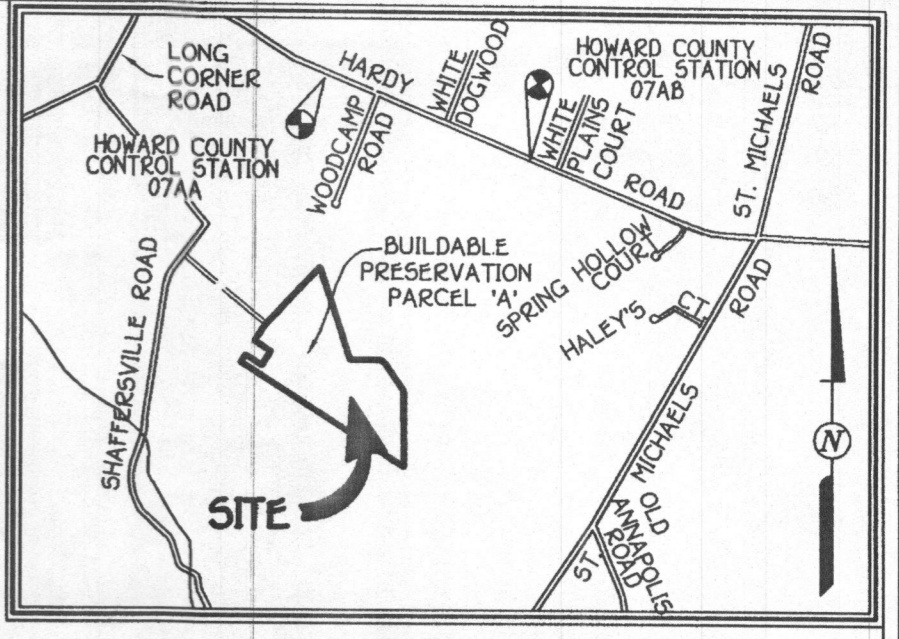 LONG
CORNER
ROAD
HARDY
ROAD
WHITE
DOGWOOD
HOWARD COUNTY
CONTROL STATION
07AB
ST. MICHAELS
ROAD
HOWARD COUNTY
CONTROL STATION
07AA
WOODCAMP
ROAD
WHITE
PLAINS
COURT
SHAFFERSVILLE ROAD
BUILDABLE
PRESERVATION
PARCEL 'A'
SPRING HOLLOW
COURT
HALEY'S CT
ST. MICHAELS ROAD
N
SITE
OLD
ANNAPOLIS
ROAD